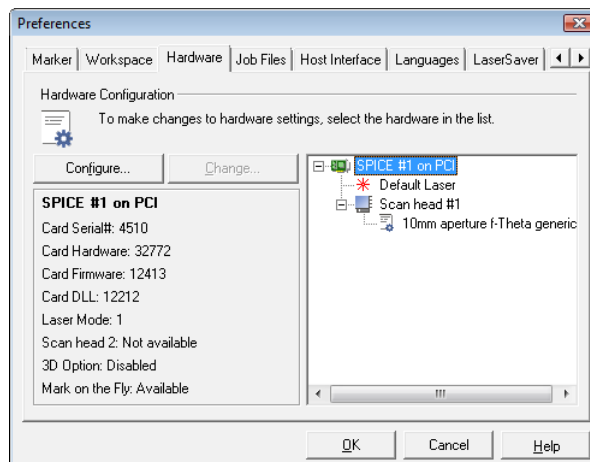 Preferences
Marker Workspace Hardware Job Files Host Interface Languages LaserSaver
Hardware Configuration
To make changes to hardware settings, select the hardware in the list.
Configure... Change...
SPICE #1 on PCI
Card Serial#: 4510
Card Hardware: 32772
Card Firmware: 12413
Card DLL: 12212
Laser Mode: 1
Scan head 2: Not available
3D Option: Disabled
Mark on the Fly: Available
SPICE #1 on PCI
Default Laser
Scan head #1
10mm aperture f-Theta generic
OK Cancel Help